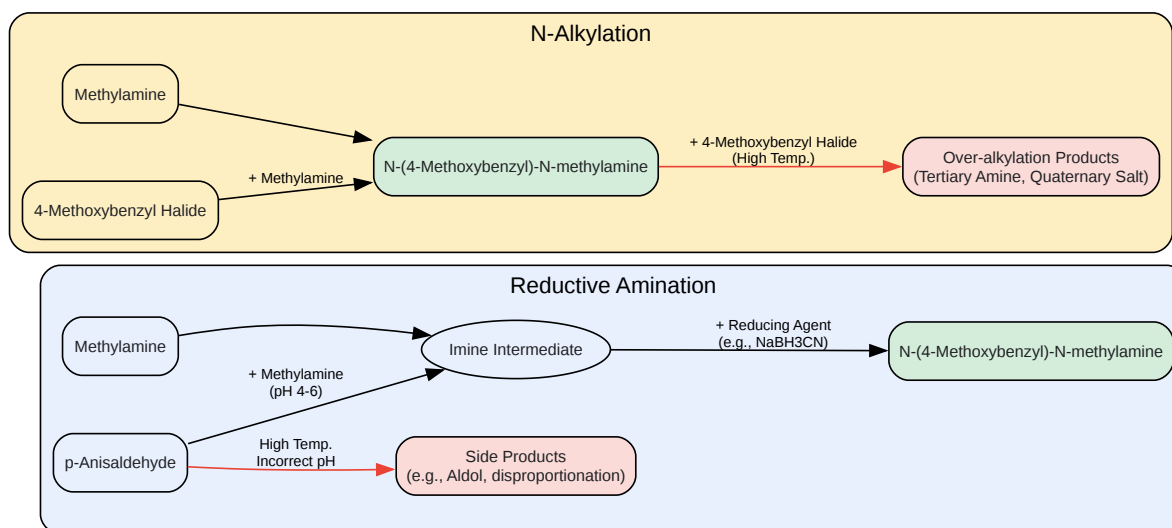 N-Alkylation
Methylamine
+ 4-Methoxybenzyl Halide
(High Temp.)
N-(4-Methoxybenzyl)-N-methylamine
Over-alkylation Products
(Tertiary Amine, Quaternary Salt)
+ Methylamine
4-Methoxybenzyl Halide
Reductive Amination
Methylamine
+ Reducing Agent
(e.g., NaBH3CN)
Imine Intermediate
N-(4-Methoxybenzyl)-N-methylamine
+ Methylamine
(pH 4-6)
High Temp.
Incorrect pH
p-Anisaldehyde
Side Products
(e.g., Aldol, disproportionation)